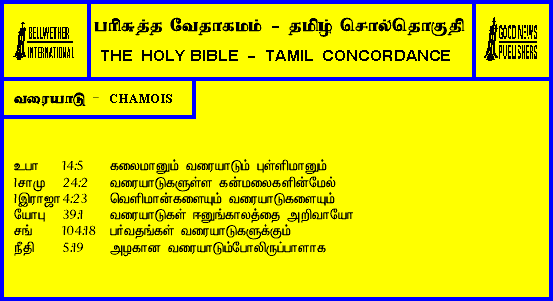 BELLWETHER
INTERNATIONAL
பரிசுத்த வேதாகமம் - தமிழ் சொல்தொகுதி
THE HOLY BIBLE - TAMIL CONCORDANCE
GOOD NEWS
PUBLISHERS
வரையாடு - CHAMOIS
உபா 14:5 கலைமானும் வரையாடும் புள்ளிமானும்
1சாமு 24:2 வரையாடுகளுள்ள கன்மலைகளின்மேல்
1இராஜா 4:23 வெளிமான்களையும் வரையாடுகளையும்
யோபு 39:1 வரையாடுகள் ஈனுங்காலத்தை அறிவாயோ
சங் 104:18 பர்வதங்கள் வரையாடுகளுக்கும்
நீதி 5:19 அழகான வரையாடும்போலிருப்பாளாக